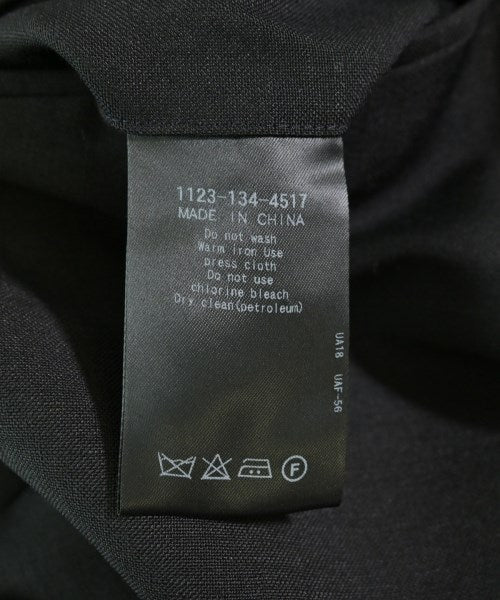 1123-134-4517
MADE IN CHINA
Do not wash
Warm iron Use
press cloth
Do not use
chlorine bleach
Dry clean(petroleum)
UA18 UAF-56
F